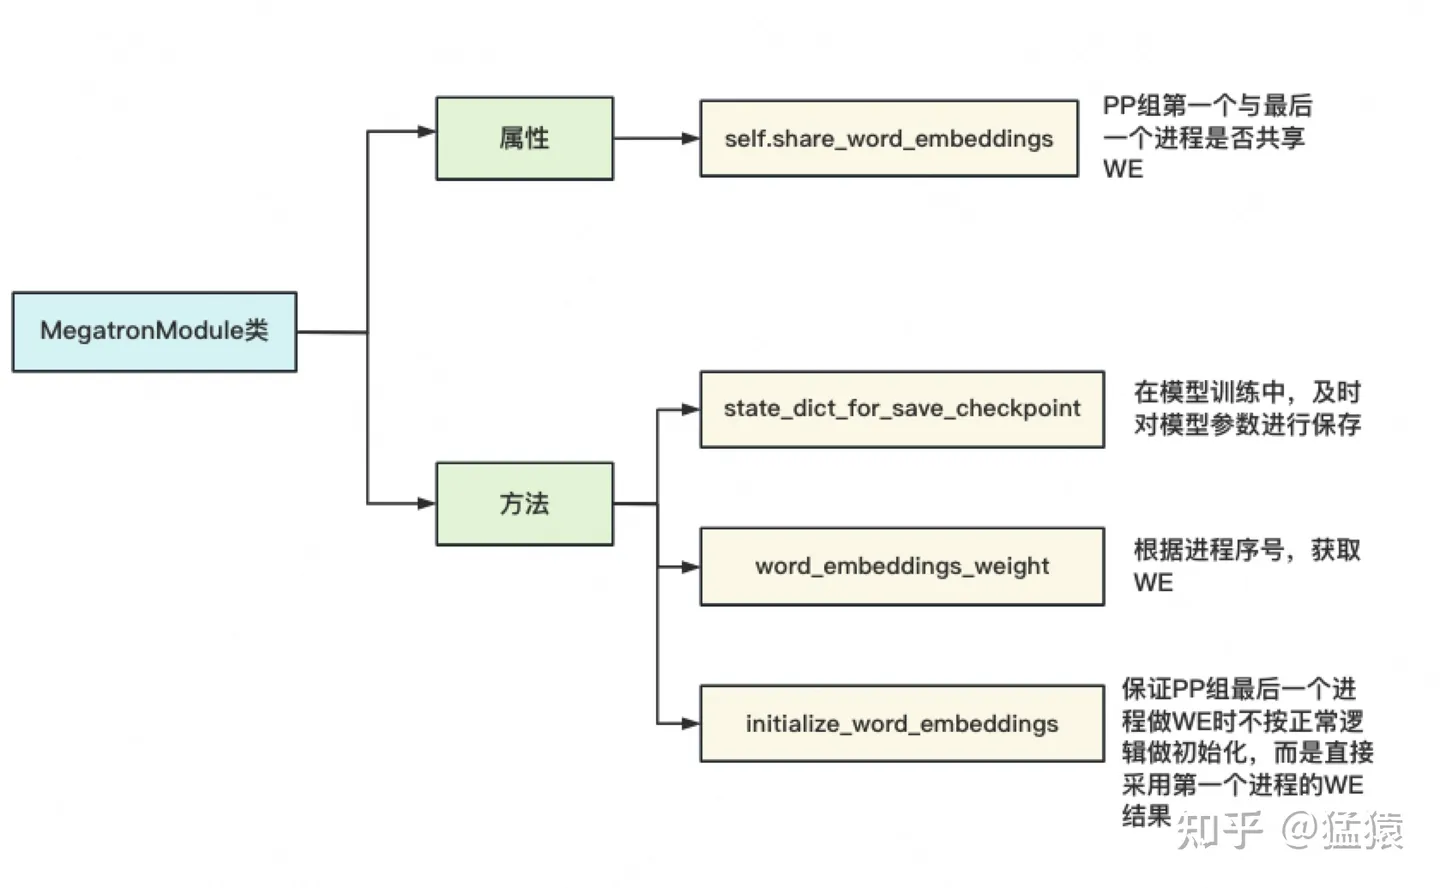 属性
self.share_word_embeddings
PP组第一个与最后
一个进程是否共享
WE
MegatronModule类
state_dict_for_save_checkpoint
在模型训练中，及时
对模型参数进行保存
方法
word_embeddings_weight
根据进程序号，获取
WE
initialize_word_embeddings
保证PP组最后一个进
程做WE时不按正常逻
辑做初始化，而是直接
采用第一个进程的WE
结果
知乎 @猛猿